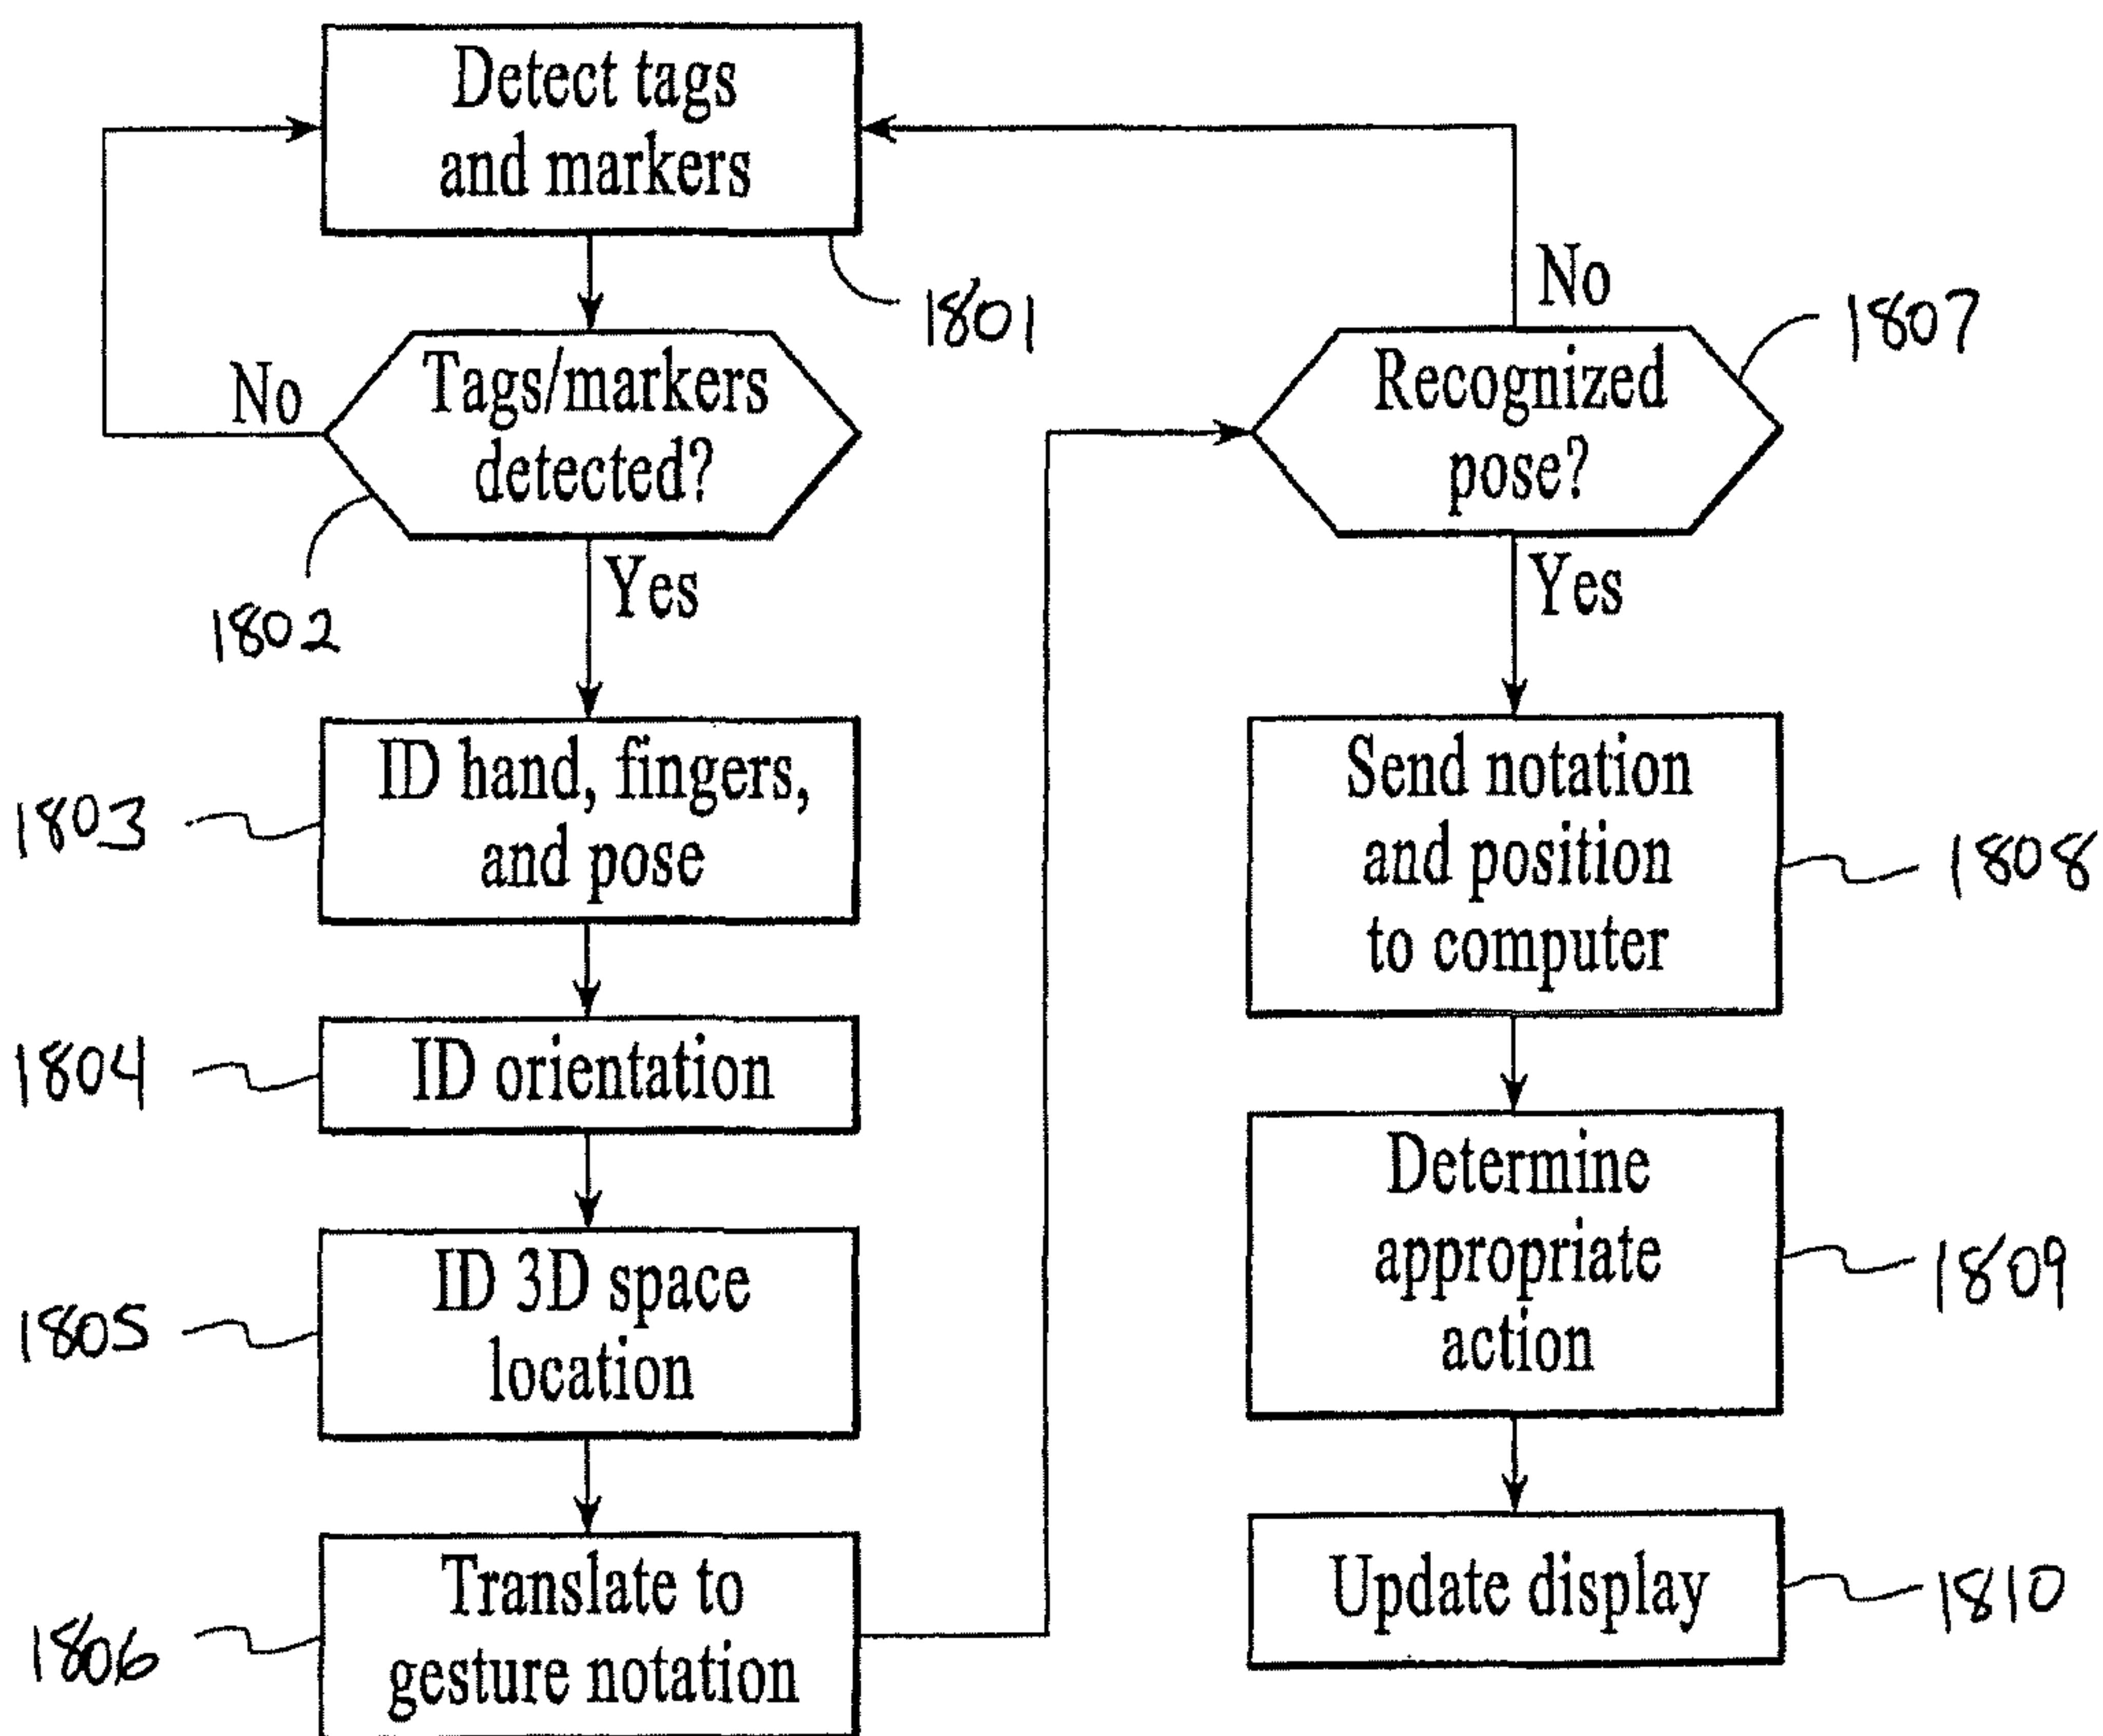 Detect tags
and markers
1801
No
Tags/markers
detected?
1802
Yes
ID hand, fingers,
and pose
1803
ID orientation
1804
ID 3D space
location
1805
Translate to
gesture notation
1806
No
1807
Recognized
pose?
Yes
Send notation
and position
to computer
1808
Determine
appropriate
action
1809
Update display
1810